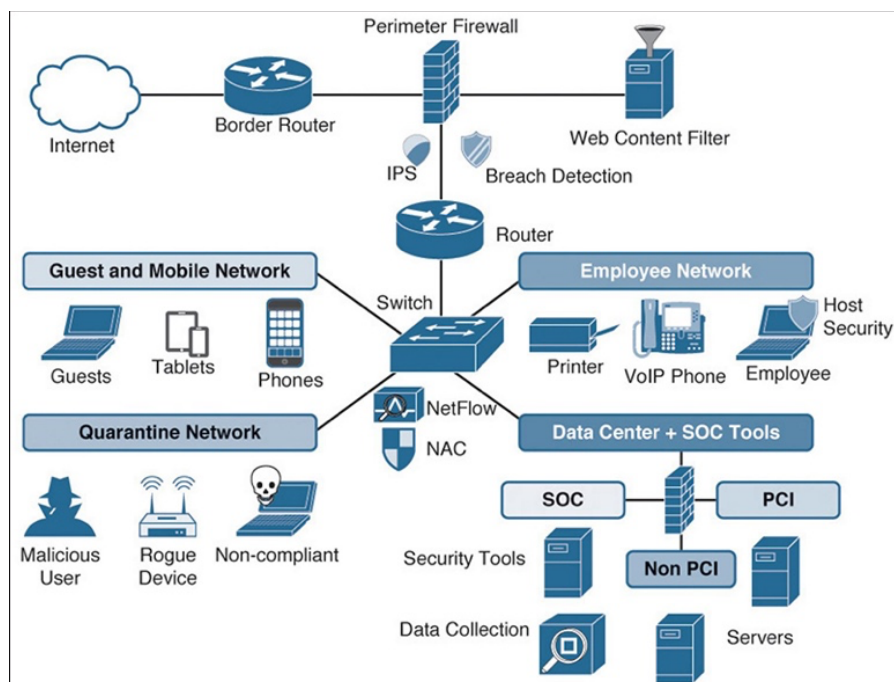 Perimeter Firewall
Internet
Border Router
Web Content Filter
IPS
Breach Detection
Router
Guest and Mobile Network
Employee Network
Switch
Host
Security
Guests
Tablets
Phones
Printer
VoIP Phone
Employee
NetFlow
Quarantine Network
NAC
Data Center + SOC Tools
SOC
PCI
Malicious
User
Rogue
Device
Non-compliant
Security Tools
Non PCI
Data Collection
Servers